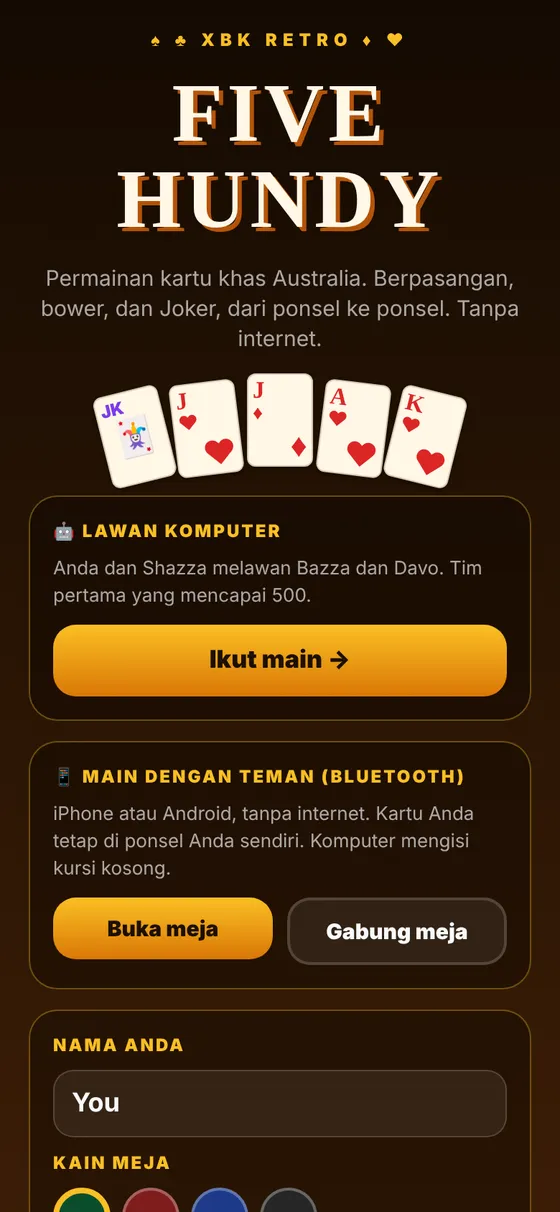 ♠ ♣ XBK RETRO ♦ ♥
FIVE
HUNDY
Permainan kartu khas Australia. Berpasangan,
bower, dan Joker, dari ponsel ke ponsel. Tanpa
internet.
JK
J
J
A
K
🤖 LAWAN KOMPUTER
Anda dan Shazza melawan Bazza dan Davo. Tim
pertama yang mencapai 500.
Ikut main →
📱 MAIN DENGAN TEMAN (BLUETOOTH)
iPhone atau Android, tanpa internet. Kartu Anda
tetap di ponsel Anda sendiri. Komputer mengisi
kursi kosong.
Buka meja
Gabung meja
NAMA ANDA
You
KAIN MEJA